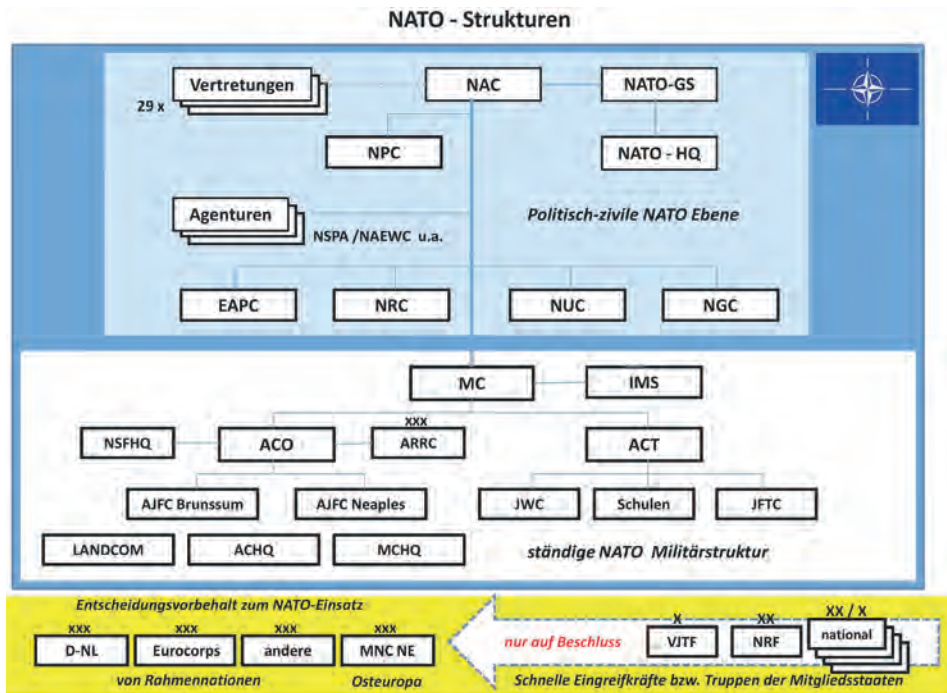 NATO - Strukturen
Vertretungen
NAC
NATO-GS
29 x
NPC
NATO - HQ
Agenturen
Politisch-zivile NATO Ebene
NSPA /NAEWC u.a.
EAPC
NRC
NUC
NGC
MC
IMS
xxx
NSFHQ
ACO
ARRC
ACT
AJFC Brunssum
AJFC Neaples
JWC
Schulen
JFTC
LANDCOM
ACHQ
MCHQ
ständige NATO Militärstruktur
Entscheidungsvorbehalt zum NATO-Einsatz
xxx
xxx
xxx
xxx
D-NL
Eurocorps
andere
MNC NE
von Rahmennationen
Osteuropa
nur auf Beschluss
X
XX
XX / X
VJTF
NRF
national
Schnelle Eingreifkräfte bzw. Truppen der Mitgliedsstaaten